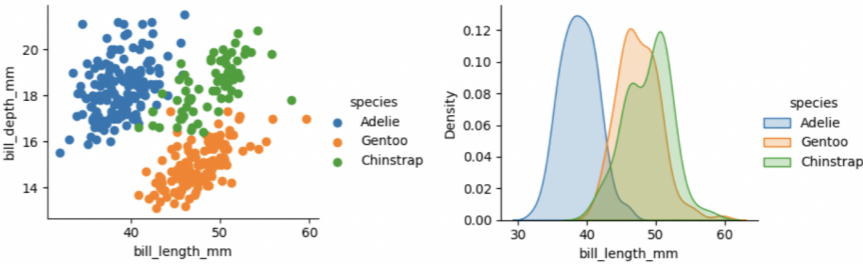 bill_depth_mm
20
18
16
14
40
50
60
bill_length_mm
species
Adelie
Gentoo
Chinstrap
Density
0.12
0.10
0.08
0.06
0.04
0.02
0.00
30
40
50
60
bill_length_mm
species
Adelie
Gentoo
Chinstrap